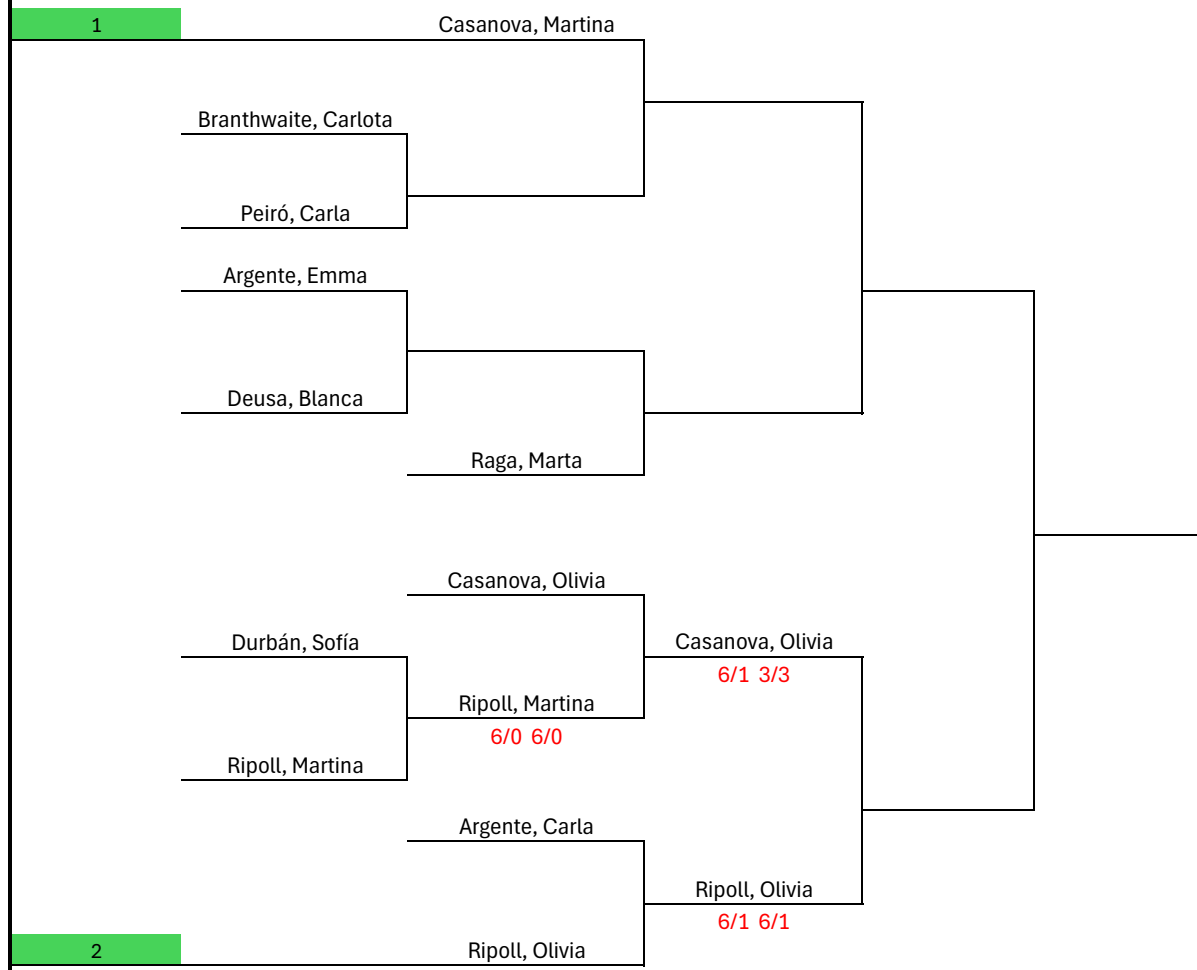 1 Casanova, Martina
Branthwaite, Carlota
Peiró, Carla
Argente, Emma
Deusa, Blanca
Raga, Marta
Casanova, Olivia
Durbán, Sofía Casanova, Olivia
6/1 3/3
Ripoll, Martina
6/0 6/0
Ripoll, Martina
Argente, Carla
Ripoll, Olivia
6/1 6/1
2 Ripoll, Olivia